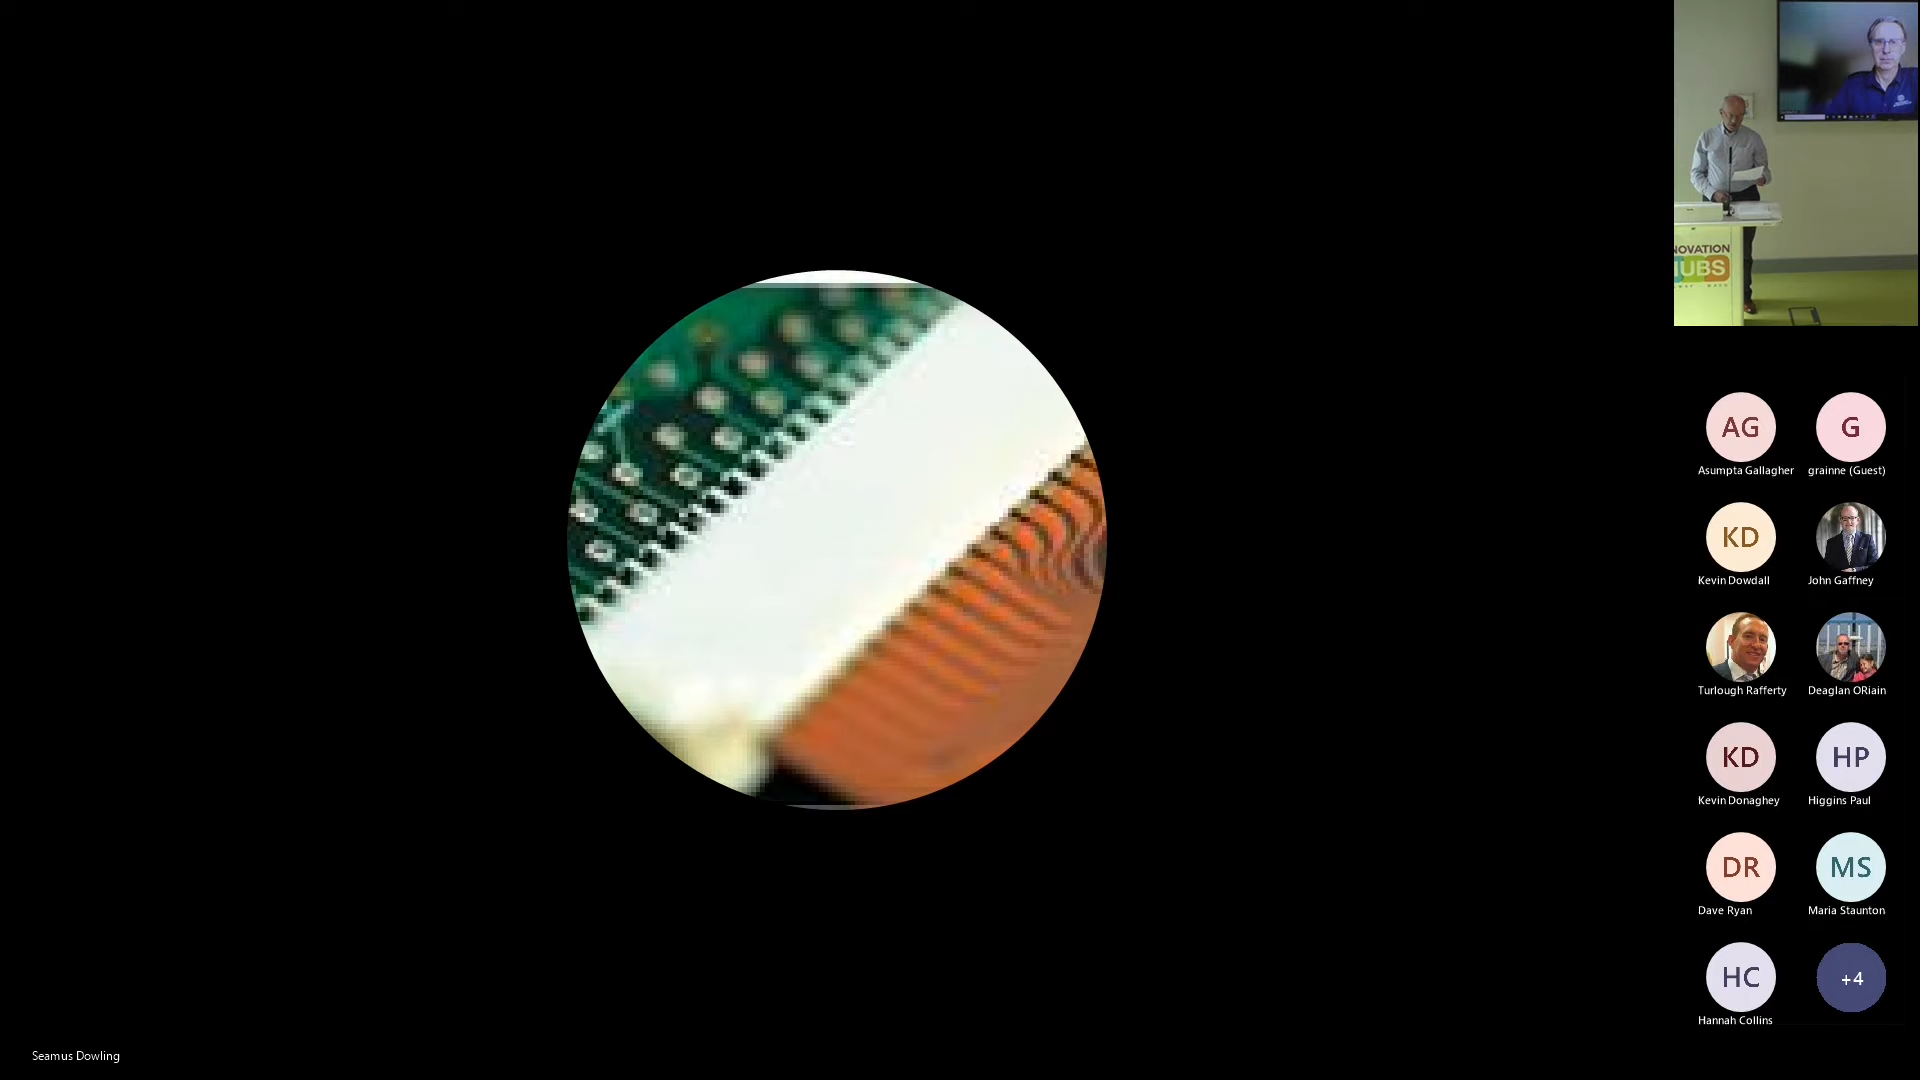 NOVATION
HUBS
AG
G
Asumpta Gallagher
grainne (Guest)
KD
Kevin Dowdall
John Gaffney
Turlough Rafferty
Deaglan ORiain
KD
HP
Kevin Donaghey
Higgins Paul
DR
MS
Dave Ryan
Maria Staunton
HC
+4
Hannah Collins
Seamus Dowling